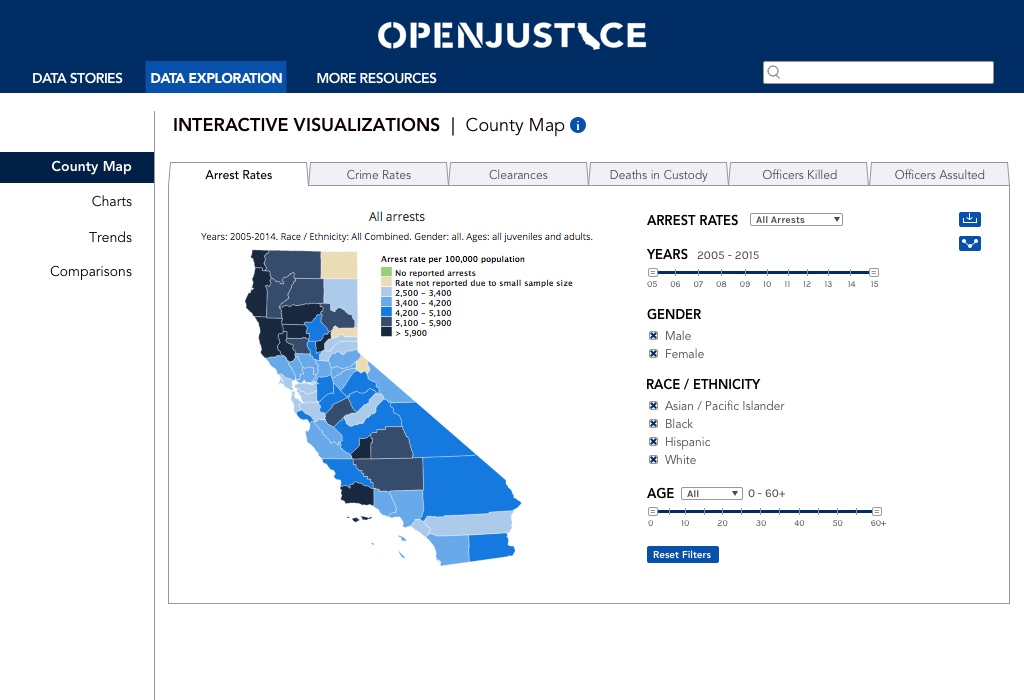 OPENJUSTICE
DATA STORIES
DATA EXPLORATION
MORE RESOURCES
INTERACTIVE VISUALIZATIONS | County Map i
County Map
Charts
Trends
Comparisons
Arrest Rates
Crime Rates
Clearances
Deaths in Custody
Officers Killed
Officers Assulted
All arrests
Years: 2005-2014. Race / Ethnicity: All Combined. Gender: all. Ages: all juveniles and adults.
Arrest rate per 100,000 population
No reported arrests
Rate not reported due to small sample size
2,500 – 3,400
3,400 – 4,200
4,200 – 5,100
5,100 – 5,900
> 5,900
ARREST RATES All Arrests
YEARS 2005 - 2015
05 06 07 08 09 10 11 12 13 14 15
GENDER
Male
Female
RACE / ETHNICITY
Asian / Pacific Islander
Black
Hispanic
White
AGE All 0 - 60+
0 10 20 30 40 50 60+
Reset Filters